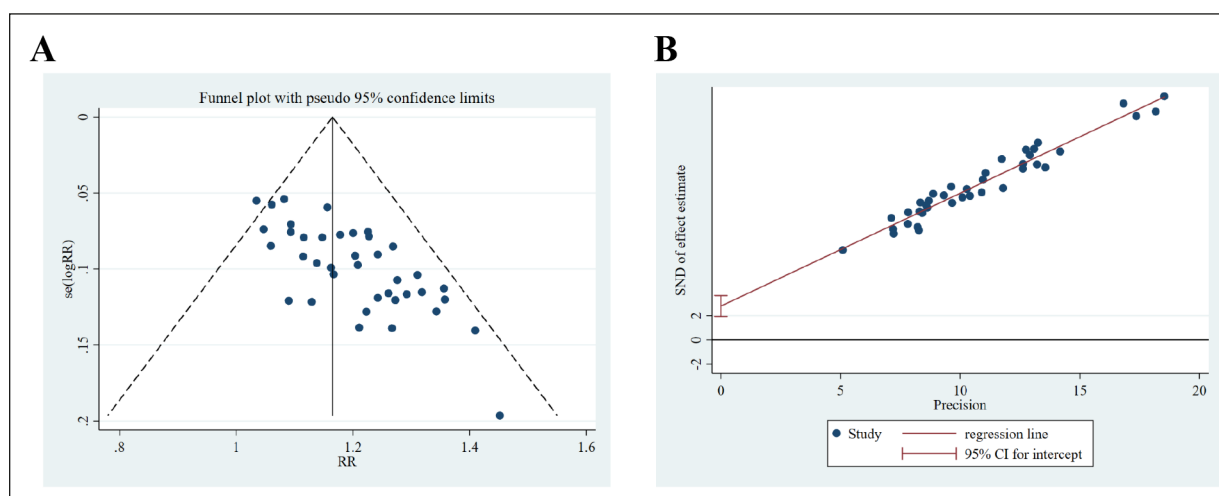 A
Funnel plot with pseudo 95% confidence limits
0
.05
.1
.15
.2
se(logRR)
.8
1
1.2
1.4
1.6
RR
B
SND of effect estimate
2
0
-2
0
5
10
15
20
Precision
Study
regression line
95% CI for intercept